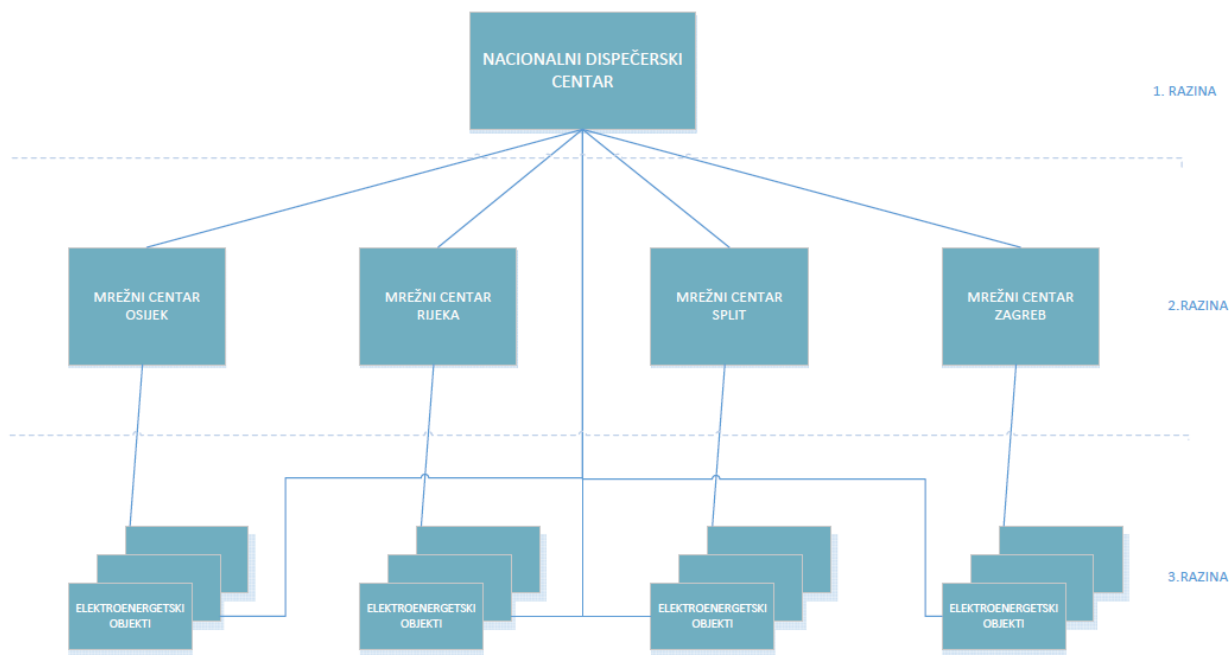 NACIONALNI DISPEČERSKI
CENTAR
1. RAZINA
MREŽNI CENTAR
OSIJEK
MREŽNI CENTAR
RIJEKA
MREŽNI CENTAR
SPLIT
MREŽNI CENTAR
ZAGREB
2.RAZINA
ELEKTROENERGETSKI
OBJEKTI
ELEKTROENERGETSKI
OBJEKTI
ELEKTROENERGETSKI
OBJEKTI
ELEKTROENERGETSKI
OBJEKTI
3.RAZINA